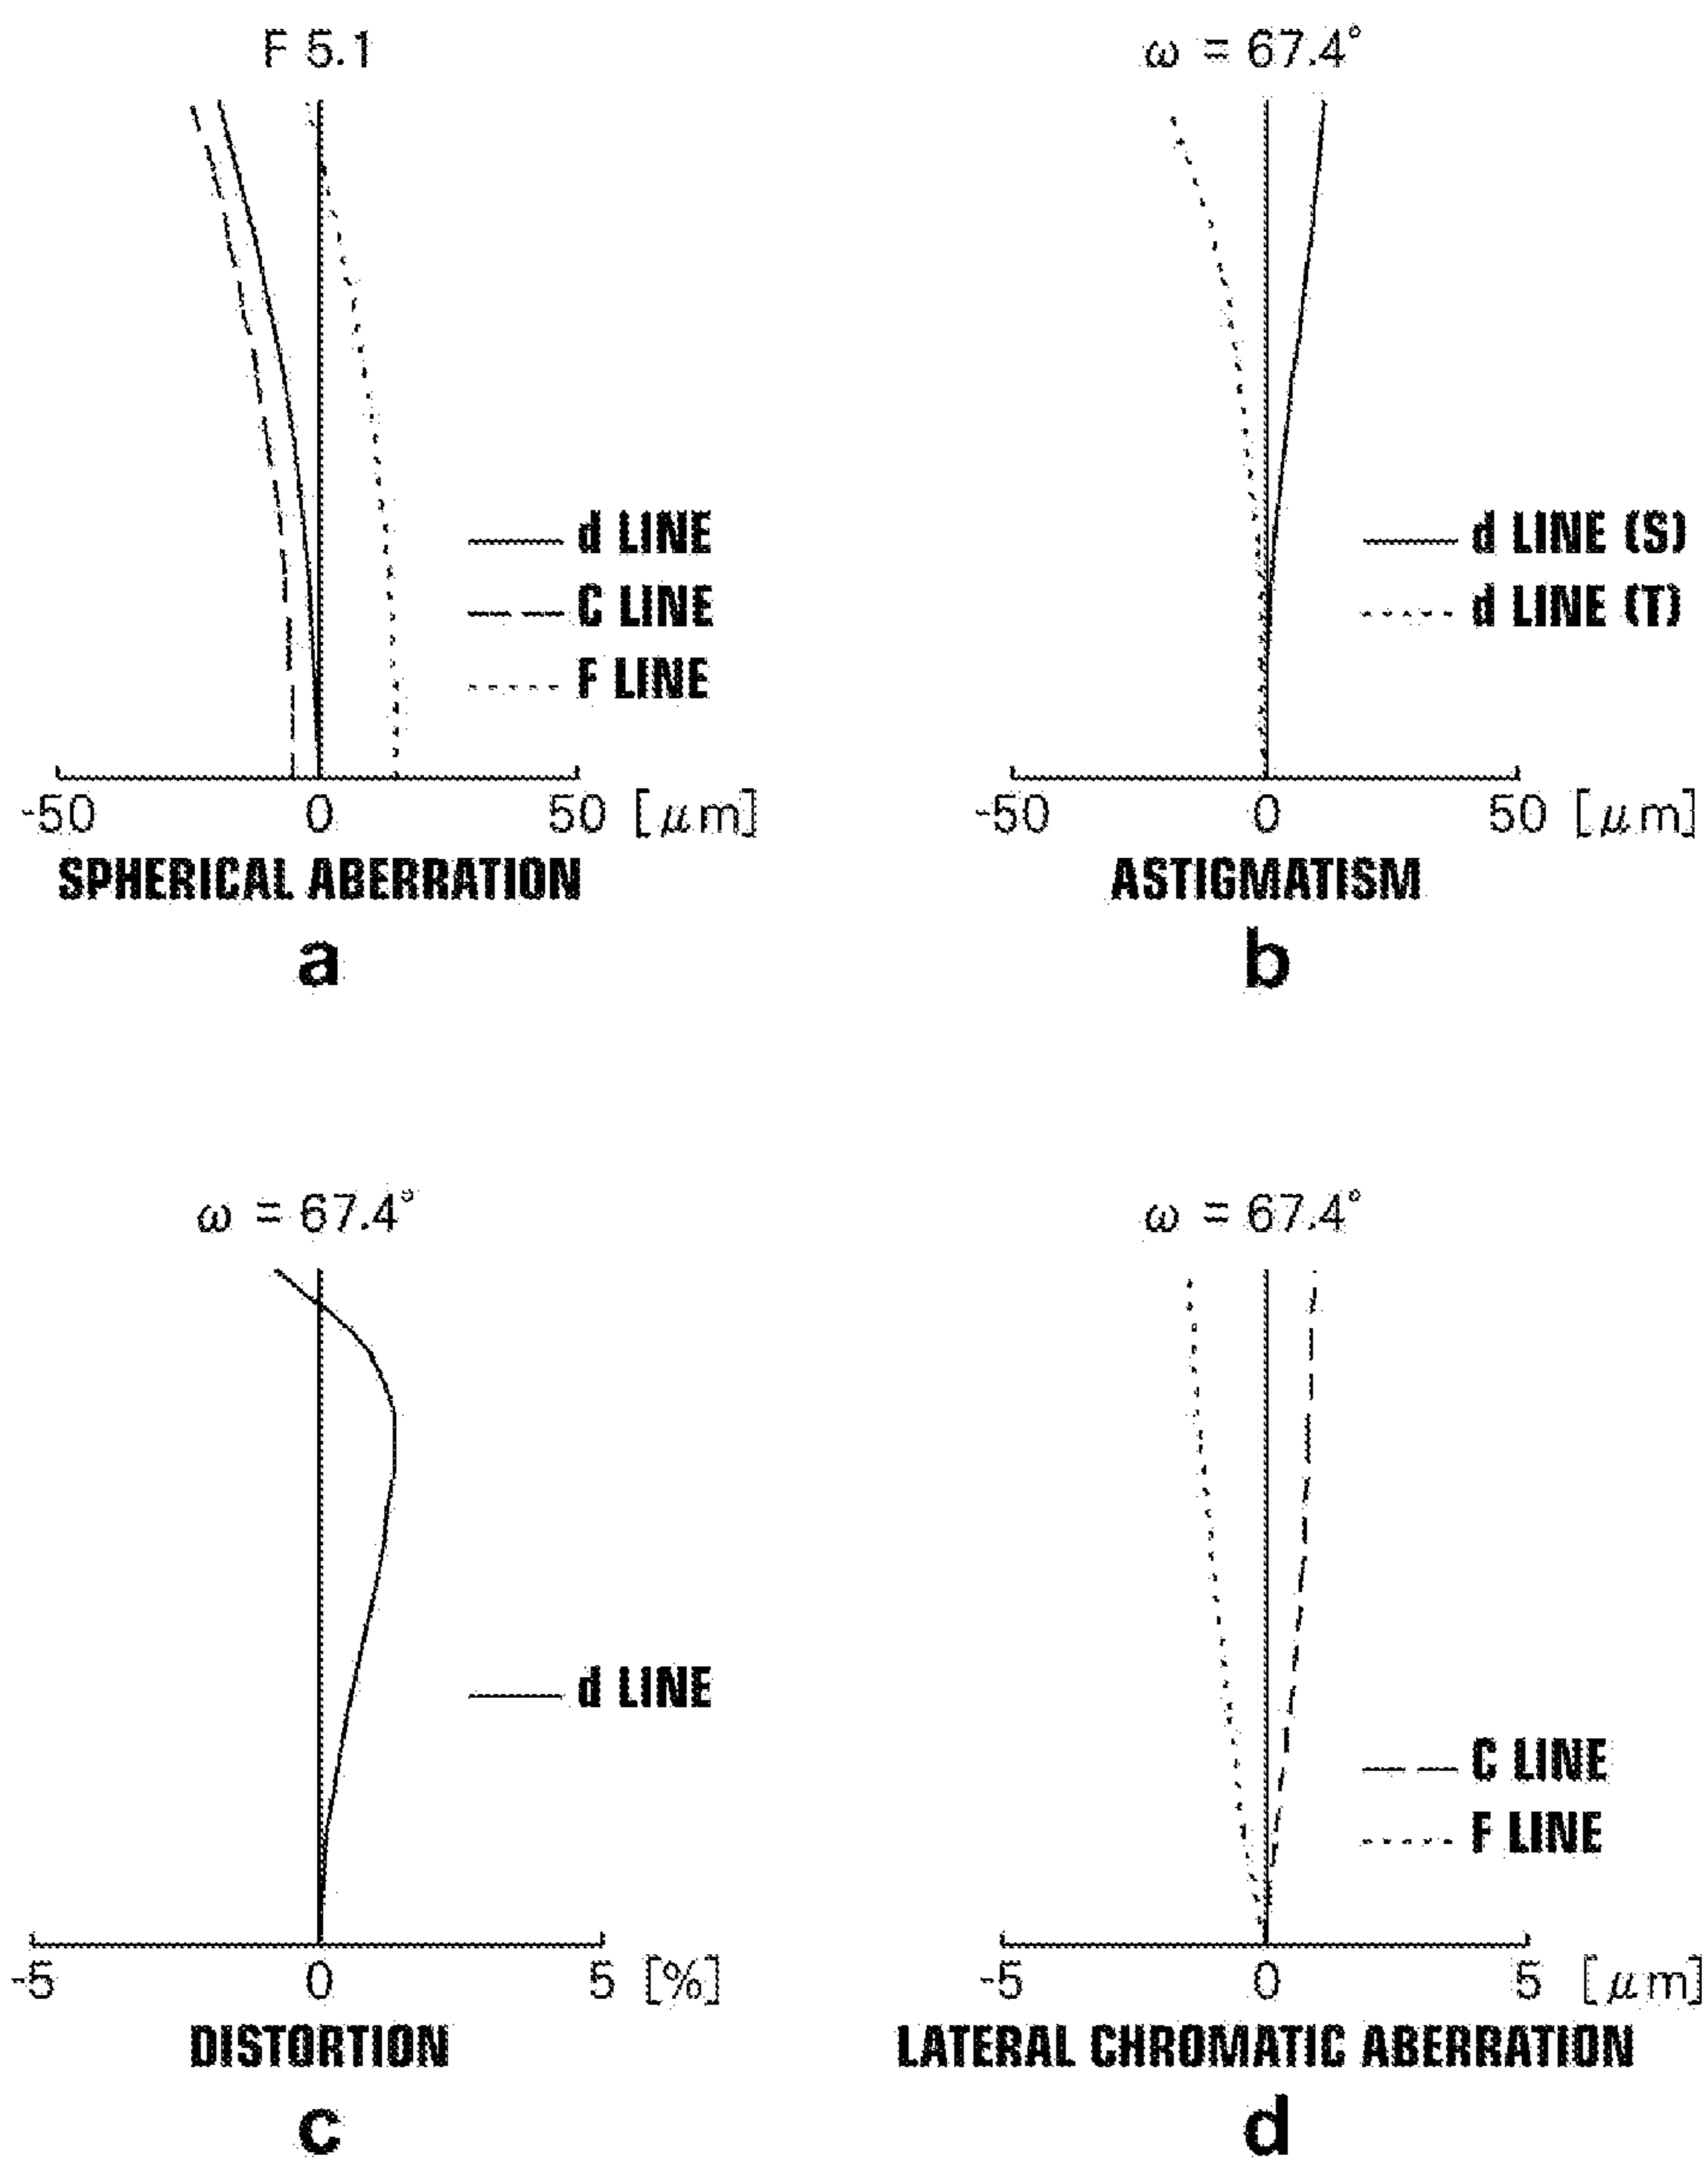 F 5.1
d LINE
C LINE
F LINE
-50 0 50 [μm]
SPHERICAL ABERRATION
a
ω = 67.4°
d LINE (S)
d LINE (T)
-50 0 50 [μm]
ASTIGMATISM
b
ω = 67.4°
d LINE
-5 0 5 [%]
DISTORTION
c
ω = 67.4°
C LINE
F LINE
-5 0 5 [μm]
LATERAL CHROMATIC ABERRATION
d